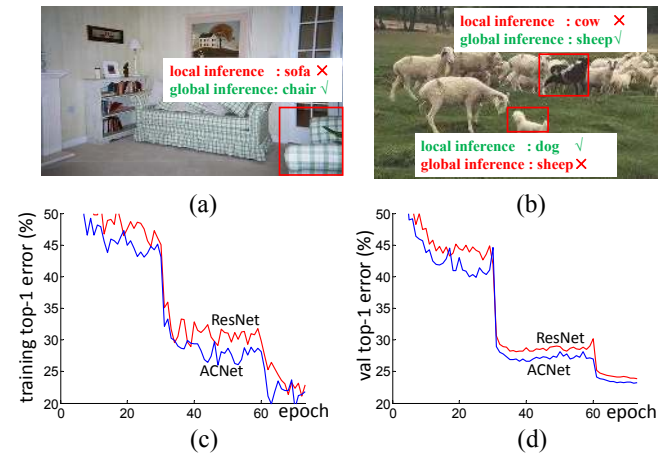 local inference : sofa ×
global inference: chair √
local inference : cow ×
global inference : sheep√
local inference : dog √
global inference : sheep×
(a)
(b)
training top-1 error (%)
50
45
40
35
30
25
20
0
20
40
60
epoch
ResNet
ACNet
(c)
val top-1 error (%)
50
45
40
35
30
25
20
0
20
40
60
epoch
ResNet
ACNet
(d)